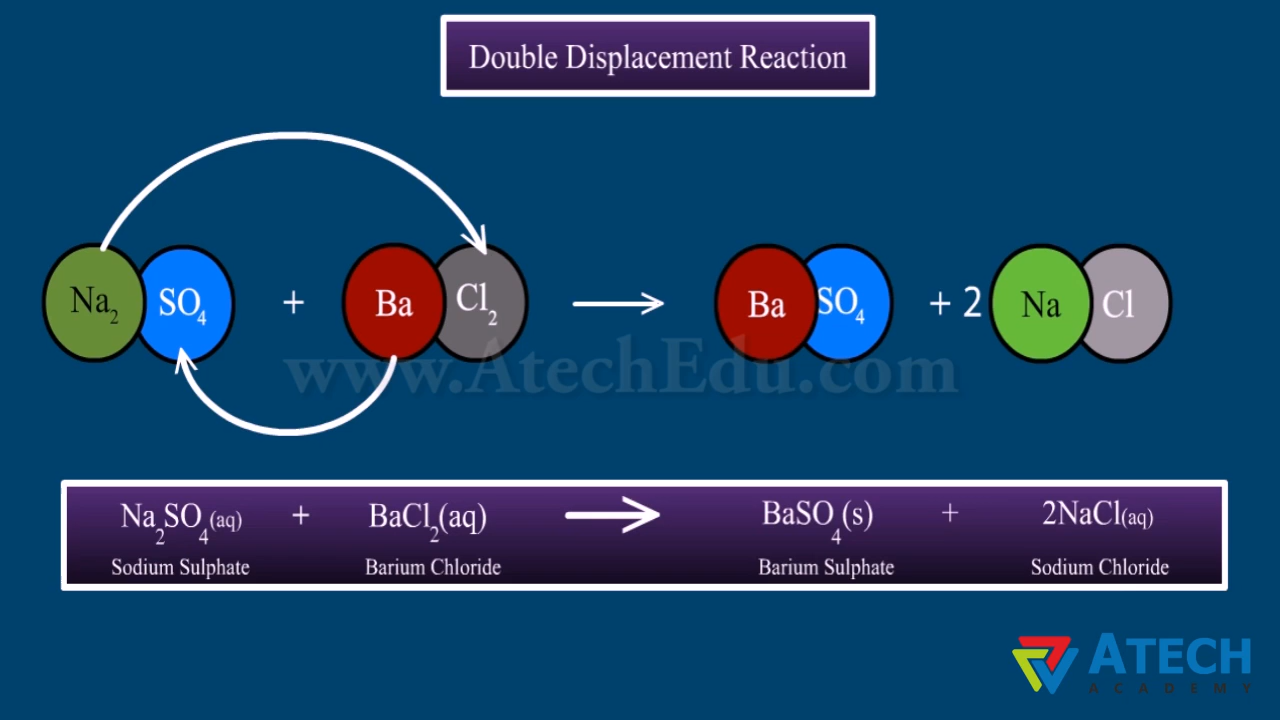 Double Displacement Reaction
Na₂ SO₄ + Ba Cl₂ ⟶ Ba SO₄ + 2 Na Cl
www.AtechEdu.com
Na₂SO₄(aq) + BaCl₂(aq) ⟶ BaSO₄(s) + 2NaCl(aq)
Sodium Sulphate Barium Chloride Barium Sulphate Sodium Chloride
ATECH
ACADEMY